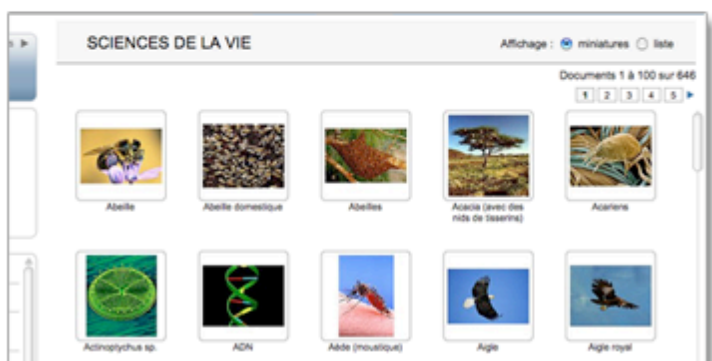 SCIENCES DE LA VIE
Affichage : miniatures liste
Documents 1 à 100 sur 646
1 2 3 4 5
Abeille
Abeille domestique
Abeilles
Acacia (avec des
nids de tisserins)
Acariens
Actinoptychus sp.
ADN
Aède (moustique)
Aigle
Aigle royal